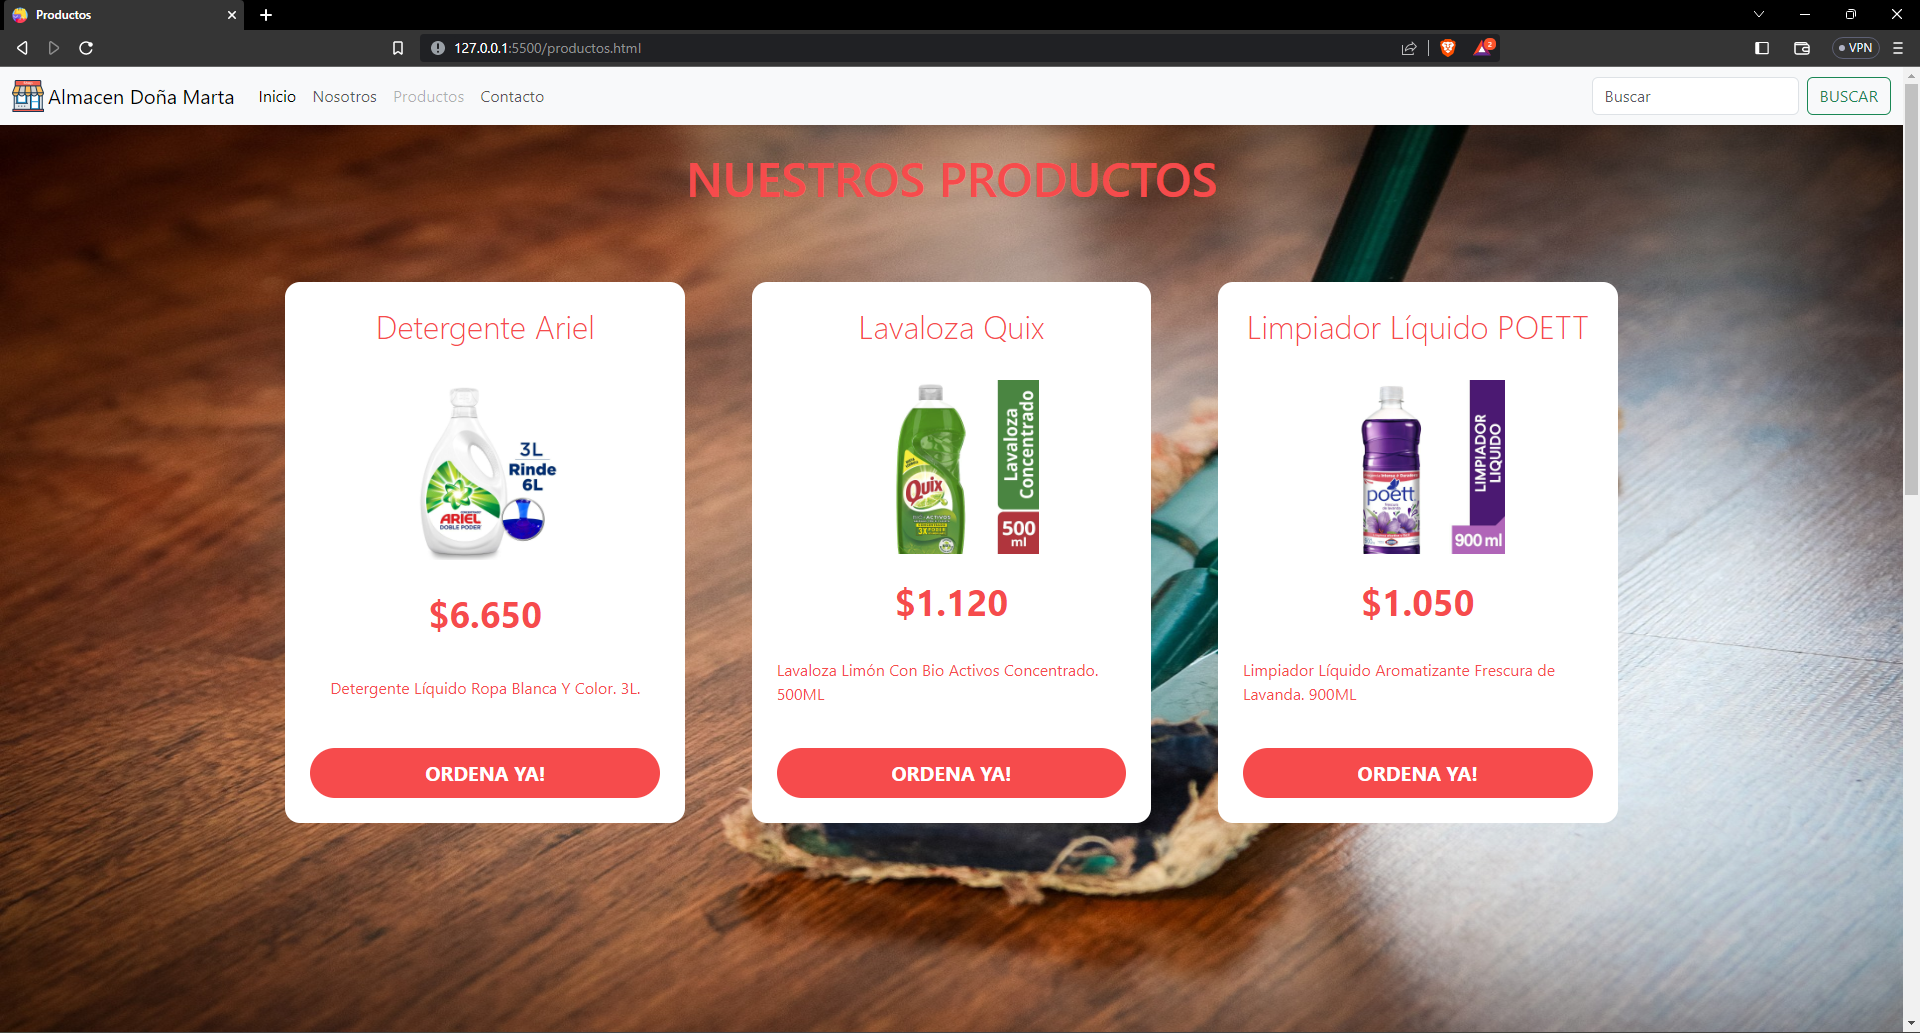 Productos
127.0.0.1:5500/productos.html
2
VPN
Almacen Doña Marta
Inicio
Nosotros
Productos
Contacto
Buscar
BUSCAR
NUESTROS PRODUCTOS
Detergente Ariel
3L
Rinde
6L
ARIEL
DOBLE PODER
$6.650
Detergente Líquido Ropa Blanca Y Color. 3L.
ORDENA YA!
Lavaloza Quix
Quix
Lavaloza
Concentrado
500
ml
$1.120
Lavaloza Limón Con Bio Activos Concentrado.
500ML
ORDENA YA!
Limpiador Líquido POETT
poett
LIMPIADOR
LIQUIDO
900 ml
$1.050
Limpiador Líquido Aromatizante Frescura de
Lavanda. 900ML
ORDENA YA!